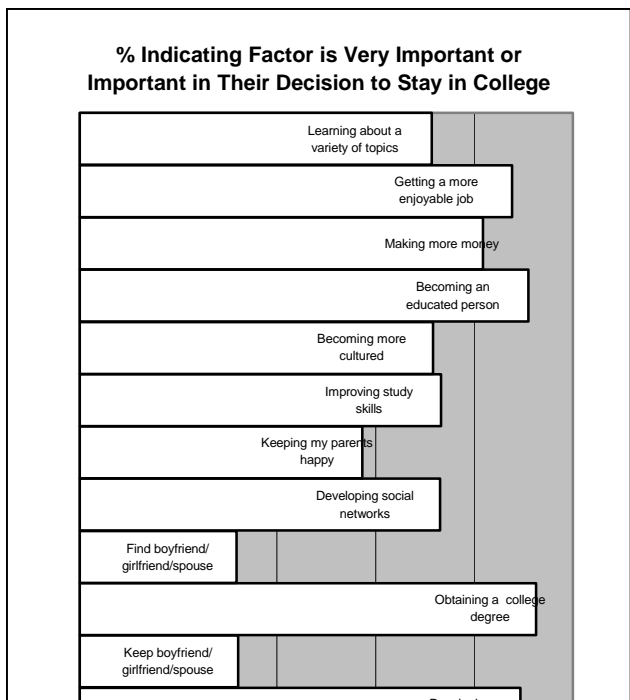 % Indicating Factor is Very Important or
Important in Their Decision to Stay in College
Learning about a
variety of topics
Getting a more
enjoyable job
Making more money
Becoming an
educated person
Becoming more
cultured
Improving study
skills
Keeping my parents
happy
Developing social
networks
Find boyfriend/
girlfriend/spouse
Obtaining a  college
degree
Keep boyfriend/
girlfriend/spouse